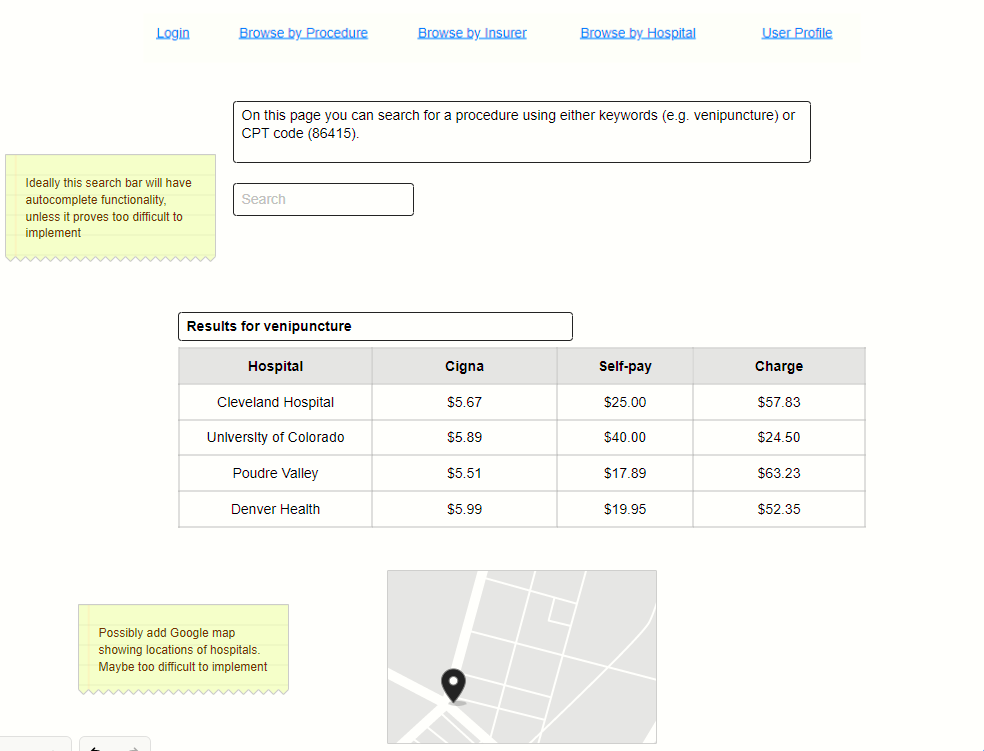 Login Browse by Procedure Browse by Insurer Browse by Hospital User Profile
On this page you can search for a procedure using either keywords (e.g. venipuncture) or
CPT code (86415).
Ideally this search bar will have
autocomplete functionality,
unless it proves too difficult to
implement
Search
Results for venipuncture
Hospital Cigna Self-pay Charge
Cleveland Hospital $5.67 $25.00 $57.83
University of Colorado $5.89 $40.00 $24.50
Poudre Valley $5.51 $17.89 $63.23
Denver Health $5.99 $19.95 $52.35
Possibly add Google map
showing locations of hospitals.
Maybe too difficult to implement